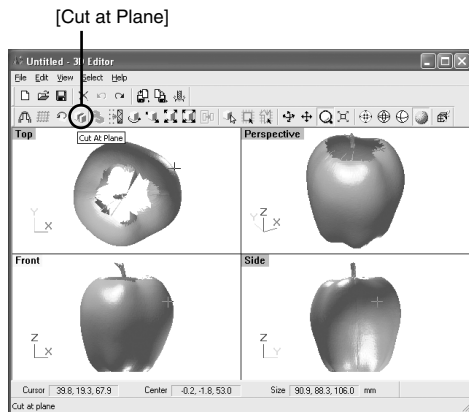 [Cut at Plane]
Untitled - 3D Editor
File Edit View Select Help
Cut At Plane
Top
Perspective
Y
X
Z
Y
X
Front
Side
Z
X
Z
Y
Cursor 39.8, 19.3, 67.9 Center -0.2, -1.8, 53.0 Size 90.9, 88.3, 106.0 mm
Cut at plane